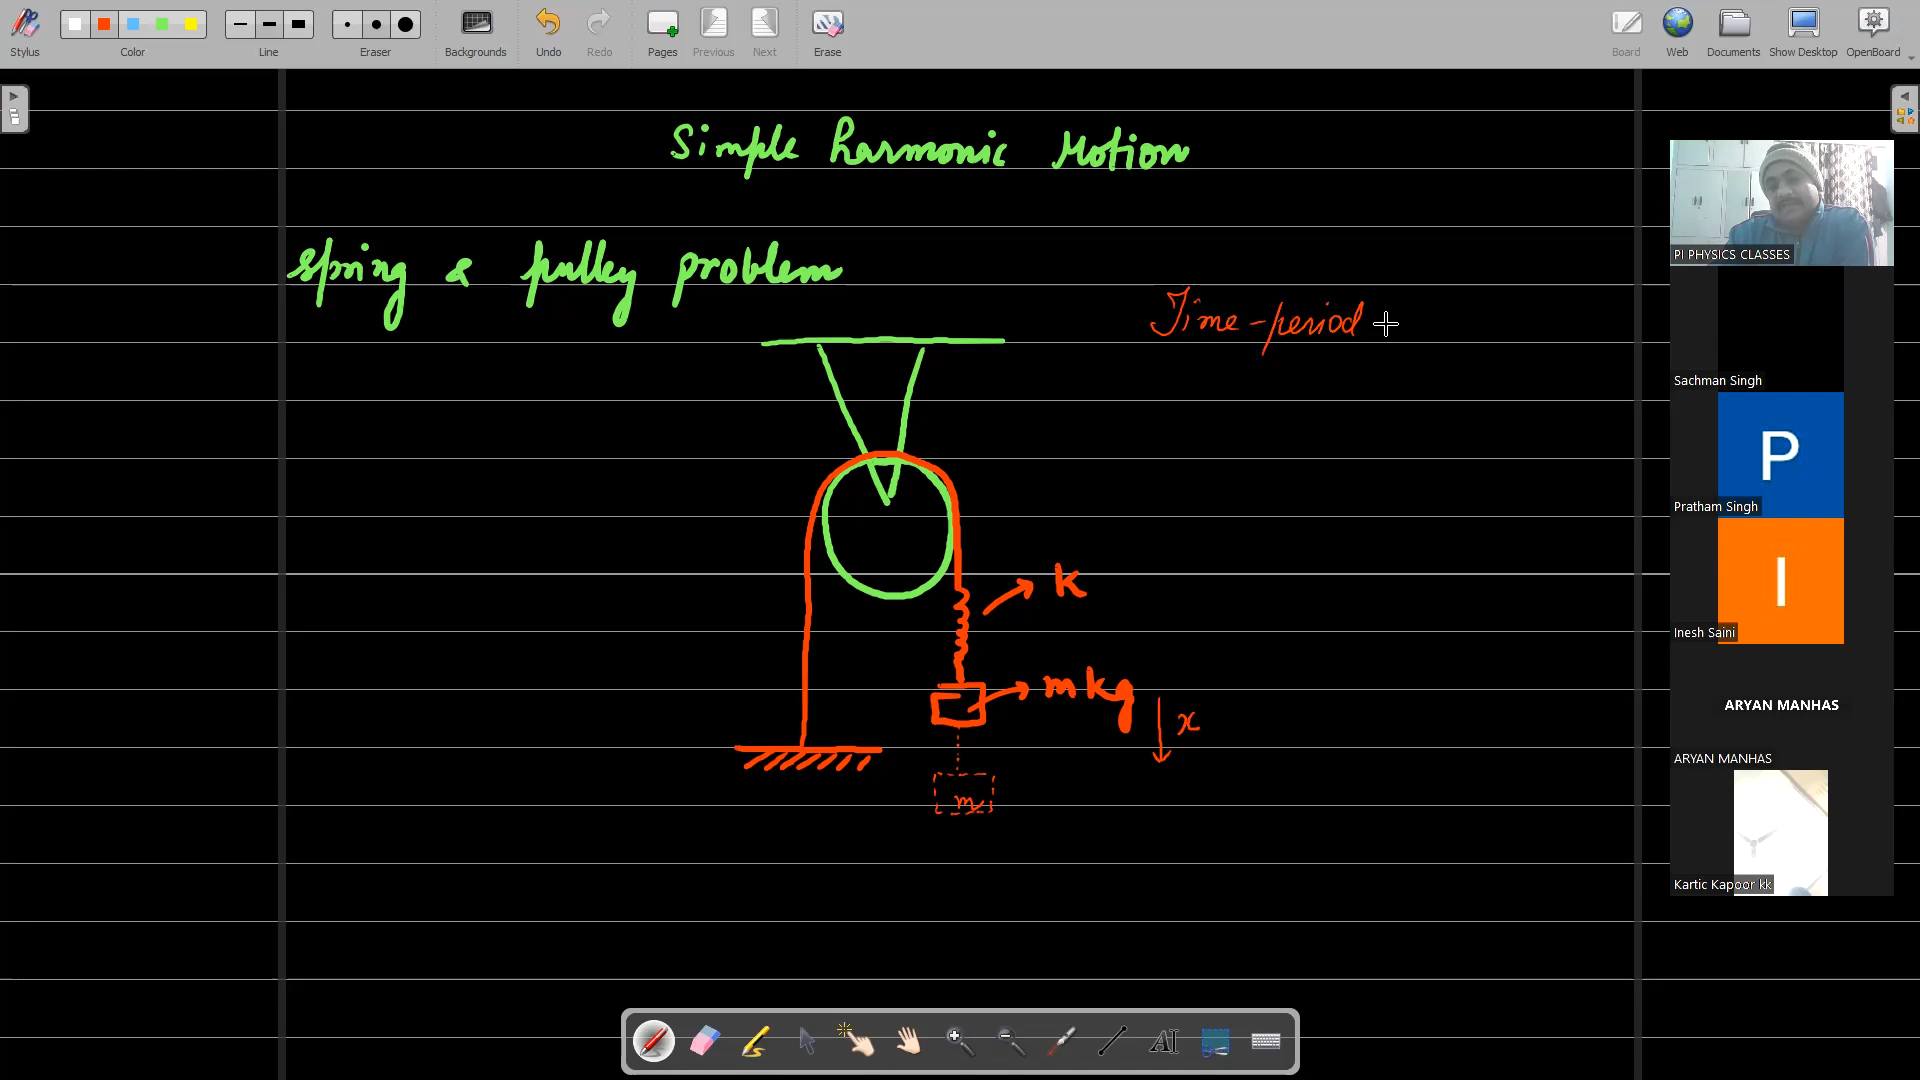 Stylus Color Line Eraser Backgrounds Undo Redo Pages Previous Next Erase Board Web Documents Show Desktop OpenBoard
Simple harmonic Motion
spring & pulley problem
Time-period
k
m kg
x
m
PI PHYSICS CLASSES
Sachman Singh
P
Pratham Singh
I
Inesh Saini
ARYAN MANHAS
ARYAN MANHAS
Kartic Kapoor kk
AI